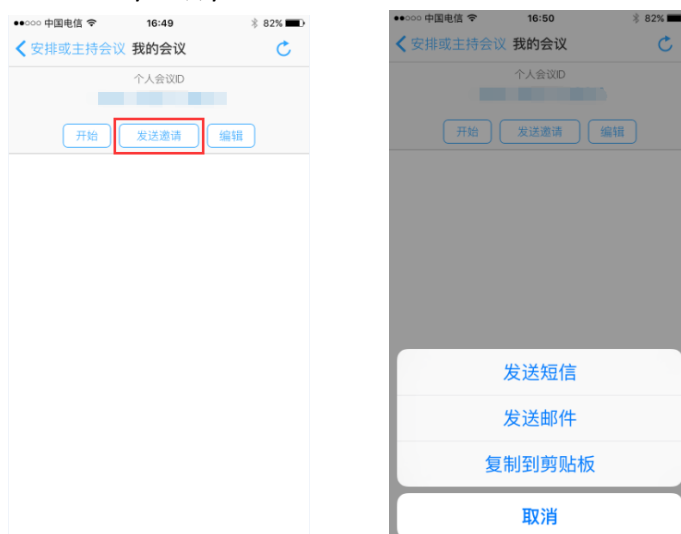 中国电信 16:49 82%
安排或主持会议 我的会议
个人会议ID
开始 发送邀请 编辑
中国电信 16:50 82%
安排或主持会议 我的会议
个人会议ID
开始 发送邀请 编辑
发送短信
发送邮件
复制到剪贴板
取消